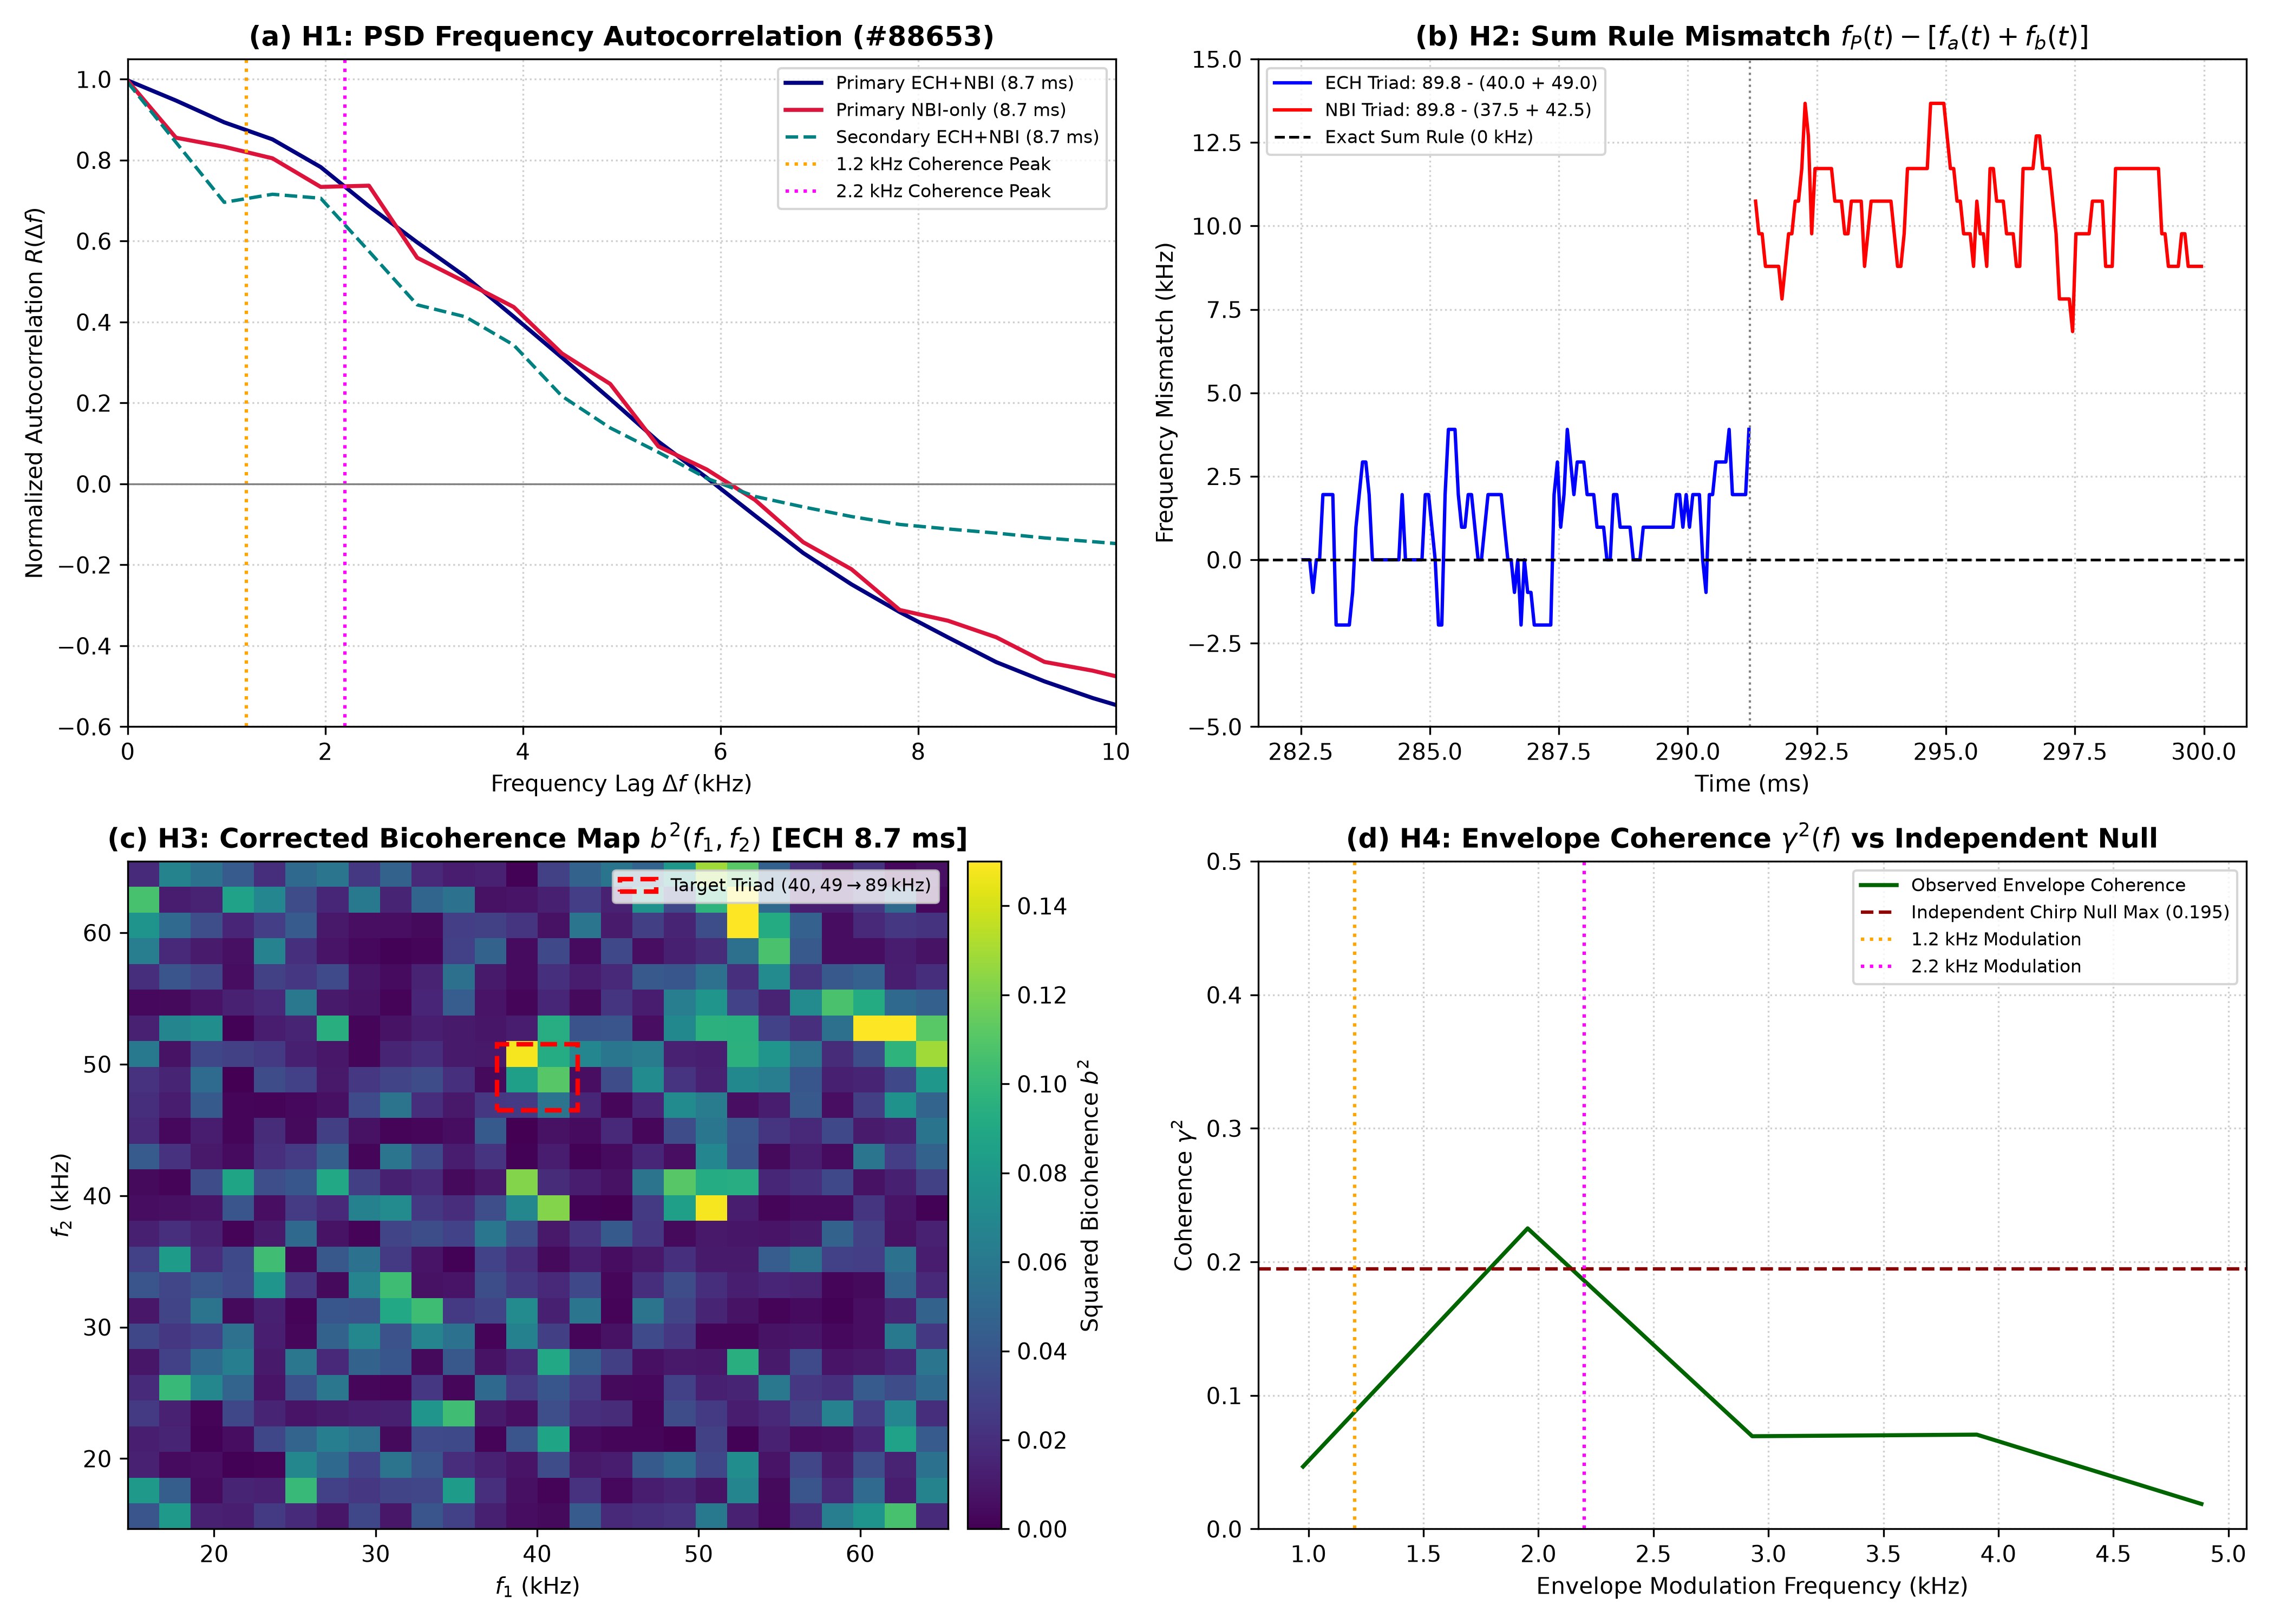 (a) H1: PSD Frequency Autocorrelation (#88653)
Normalized Autocorrelation R(Δf)
1.0
0.8
0.6
0.4
0.2
0.0
−0.2
−0.4
−0.6
Primary ECH+NBI (8.7 ms)
Primary NBI-only (8.7 ms)
Secondary ECH+NBI (8.7 ms)
1.2 kHz Coherence Peak
2.2 kHz Coherence Peak
0 2 4 6 8 10
Frequency Lag Δf (kHz)
(b) H2: Sum Rule Mismatch f_P(t) − [f_a(t) + f_b(t)]
Frequency Mismatch (kHz)
15.0
12.5
10.0
7.5
5.0
2.5
0.0
−2.5
−5.0
ECH Triad: 89.8 - (40.0 + 49.0)
NBI Triad: 89.8 - (37.5 + 42.5)
Exact Sum Rule (0 kHz)
282.5 285.0 287.5 290.0 292.5 295.0 297.5 300.0
Time (ms)
(c) H3: Corrected Bicoherence Map b²(f₁, f₂) [ECH 8.7 ms]
f₂ (kHz)
60
50
40
30
20
Target Triad (40, 49 → 89 kHz)
20 30 40 50 60
f₁ (kHz)
0.14
0.12
0.10
0.08
0.06
0.04
0.02
0.00
Squared Bicoherence b²
(d) H4: Envelope Coherence γ²(f) vs Independent Null
Coherence γ²
0.5
0.4
0.3
0.2
0.1
0.0
Observed Envelope Coherence
Independent Chirp Null Max (0.195)
1.2 kHz Modulation
2.2 kHz Modulation
1.0 1.5 2.0 2.5 3.0 3.5 4.0 4.5 5.0
Envelope Modulation Frequency (kHz)